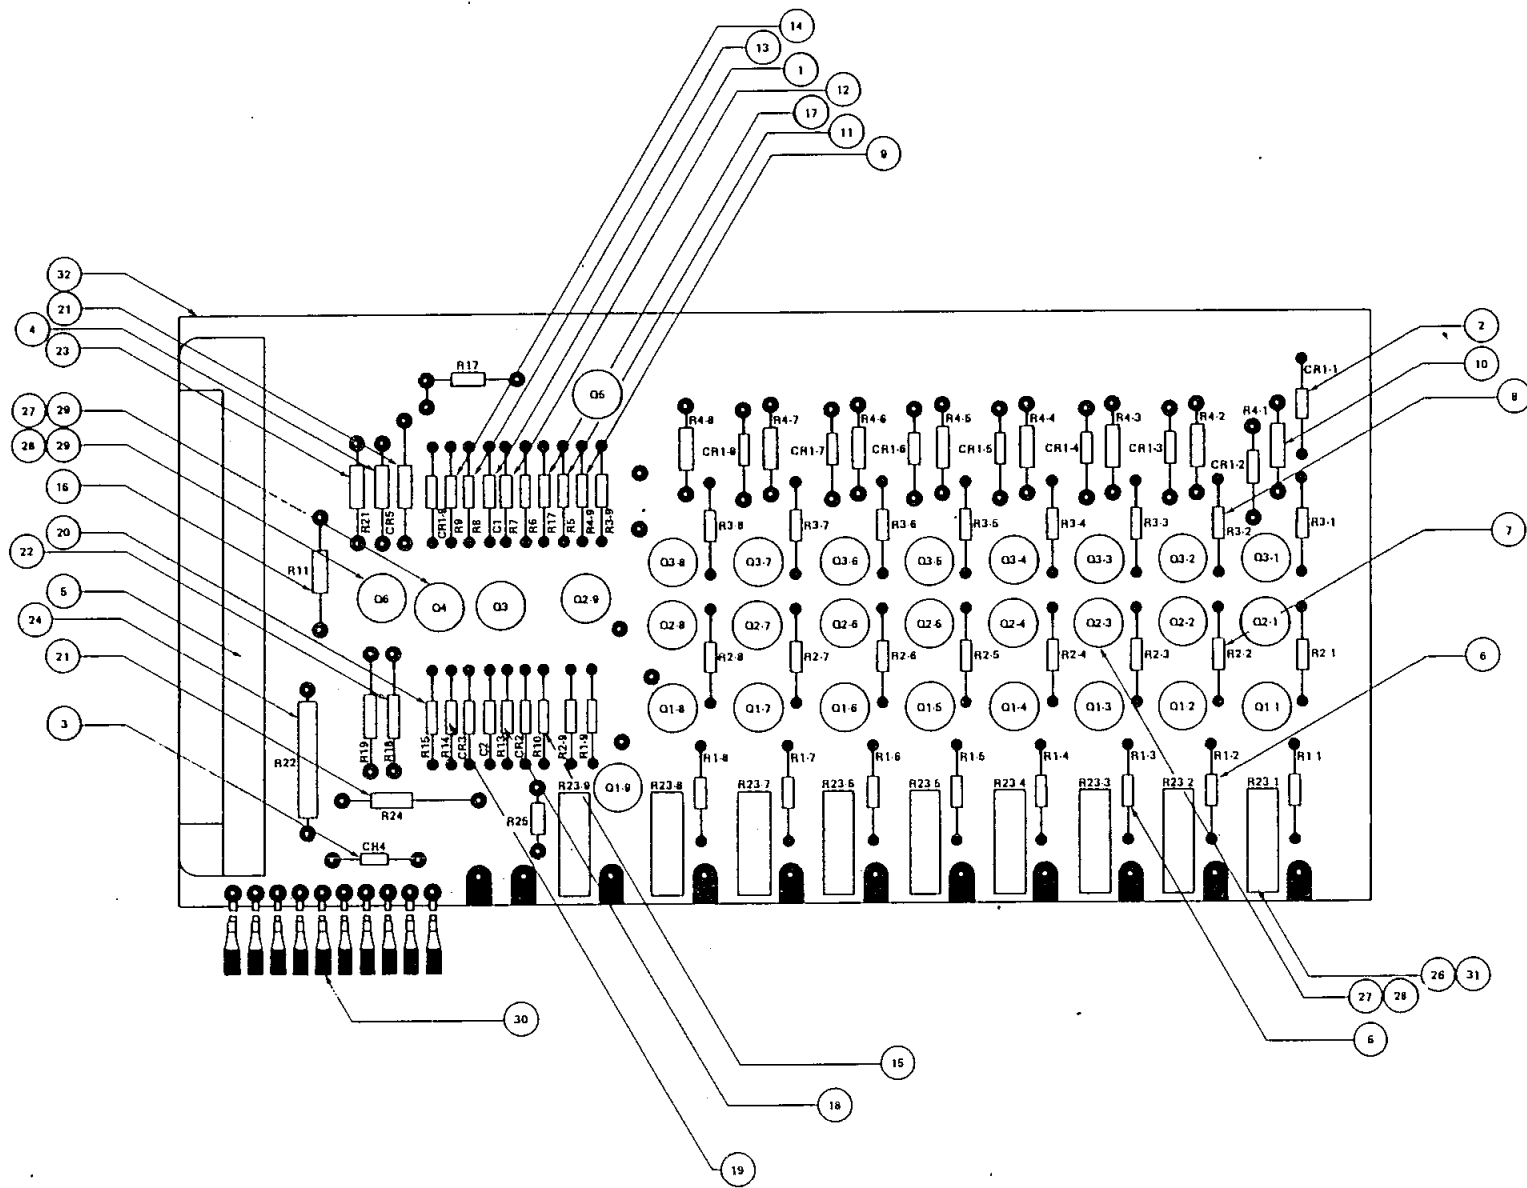 14
13
1
12
17
11
9
32
21
4
23
27 29
28 29
16
20
22
5
24
21
3
2
10
8
7
6
26 31
27 28
6
30
15
18
19
R17
Q5
CR1-1
R4-8 R4-7 R4-6 R4-5 R4-4 R4-3 R4-2 R4-1
CR1-8 CR1-7 CR1-6 CR1-5 CR1-4 CR1-3 CR1-2
R21 CR5 CR1-9 R9 R8 C1 R7 R6 R17 R5 R4-9 R3-9
R3-8 R3-7 R3-6 R3-5 R3-4 R3-3 R3-2 R3-1
R11
Q3-8 Q3-7 Q3-6 Q3-5 Q3-4 Q3-3 Q3-2 Q3-1
Q6 Q4 Q3 Q2-9
Q2-8 Q2-7 Q2-6 Q2-5 Q2-4 Q2-3 Q2-2 Q2-1
R2-8 R2-7 R2-6 R2-5 R2-4 R2-3 R2-2 R2-1
Q1-8 Q1-7 Q1-6 Q1-5 Q1-4 Q1-3 Q1-2 Q1-1
R19 R18 R15 R14 CR3 C2 R13 CR2 R10 R2-9 R1-9
R22
R1-8 R1-7 R1-6 R1-5 R1-4 R1-3 R1-2 R1-1
Q1-9
R23-9 R23-8 R23-7 R23-6 R23-5 R23-4 R23-3 R23-2 R23-1
R24
R25
CR4